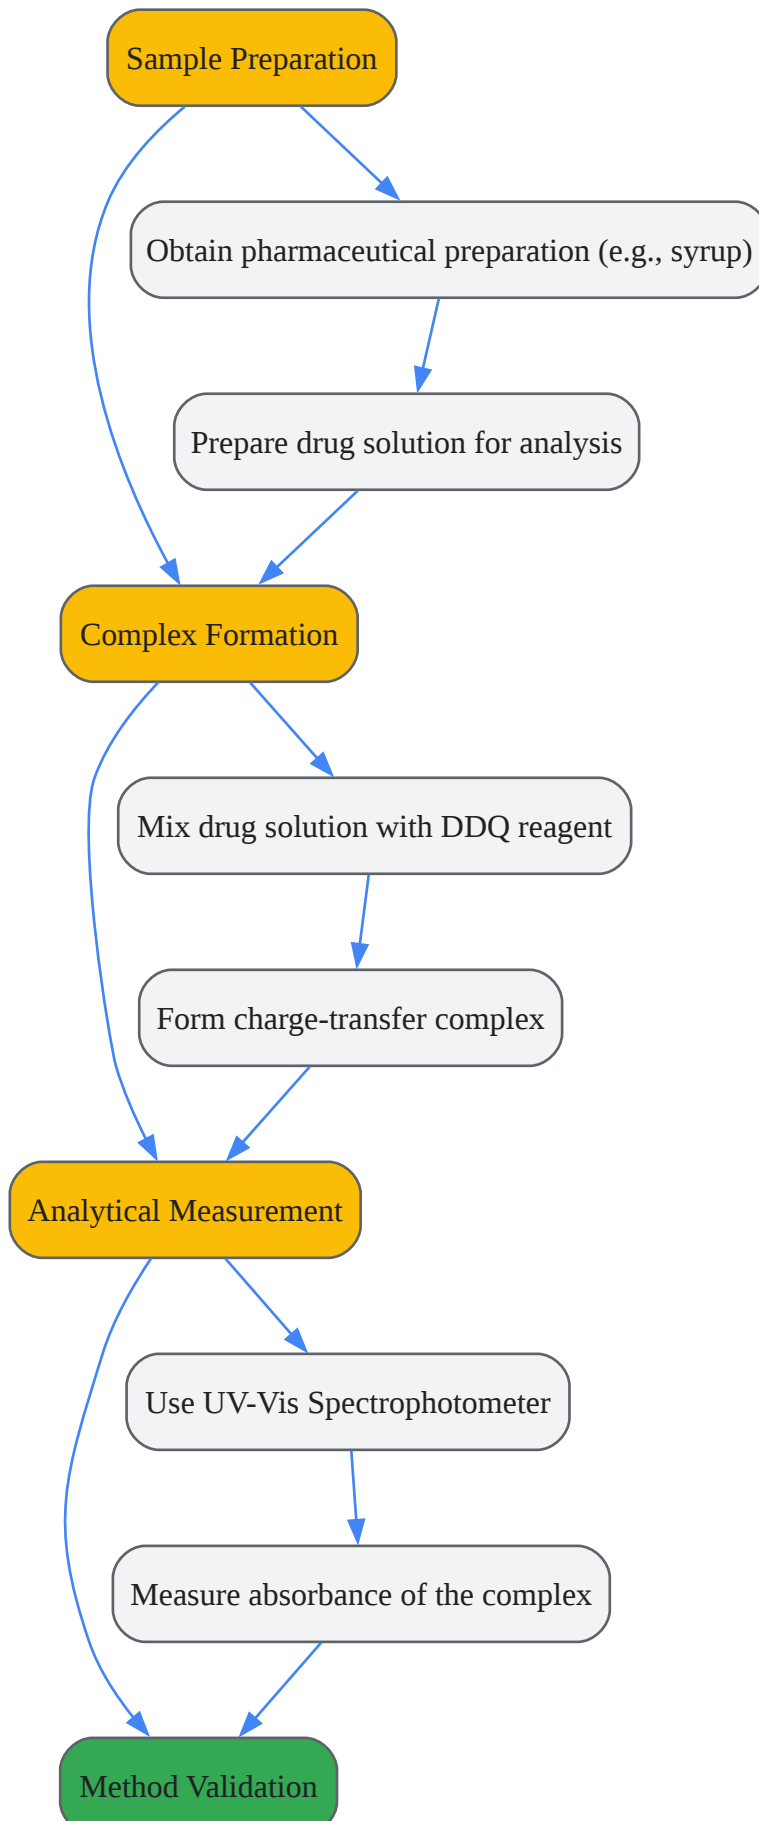 Sample Preparation
Obtain pharmaceutical preparation (e.g., syrup)
Prepare drug solution for analysis
Complex Formation
Mix drug solution with DDQ reagent
Form charge-transfer complex
Analytical Measurement
Use UV-Vis Spectrophotometer
Measure absorbance of the complex
Method Validation